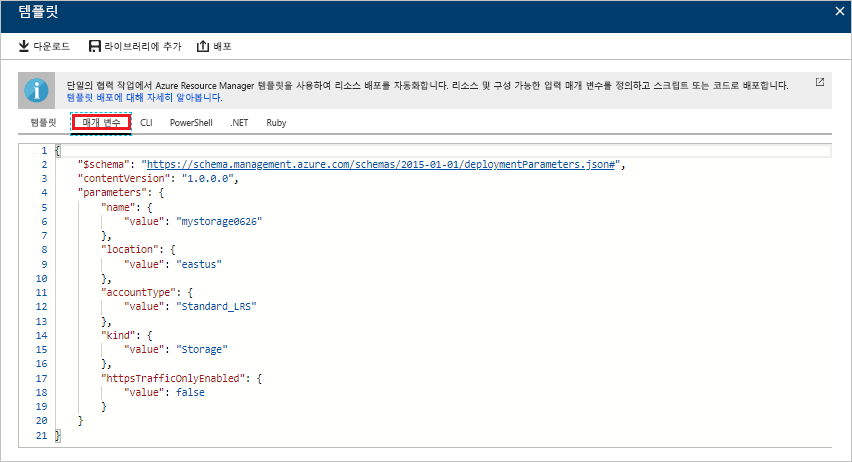 템플릿
다운로드 라이브러리에 추가 배포
단일의 협력 작업에서 Azure Resource Manager 템플릿을 사용하여 리소스 배포를 자동화합니다. 리소스 및 구성 가능한 입력 매개 변수를 정의하고 스크립트 또는 코드로 배포합니다.
템플릿 배포에 대해 자세히 알아봅니다.
템플릿 매개 변수 CLI PowerShell .NET Ruby
1 {
2 "$schema": "https://schema.management.azure.com/schemas/2015-01-01/deploymentParameters.json#",
3 "contentVersion": "1.0.0.0",
4 "parameters": {
5 "name": {
6 "value": "mystorage0626"
7 },
8 "location": {
9 "value": "eastus"
10 },
11 "accountType": {
12 "value": "Standard_LRS"
13 },
14 "kind": {
15 "value": "Storage"
16 },
17 "httpsTrafficOnlyEnabled": {
18 "value": false
19 }
20 }
21 }